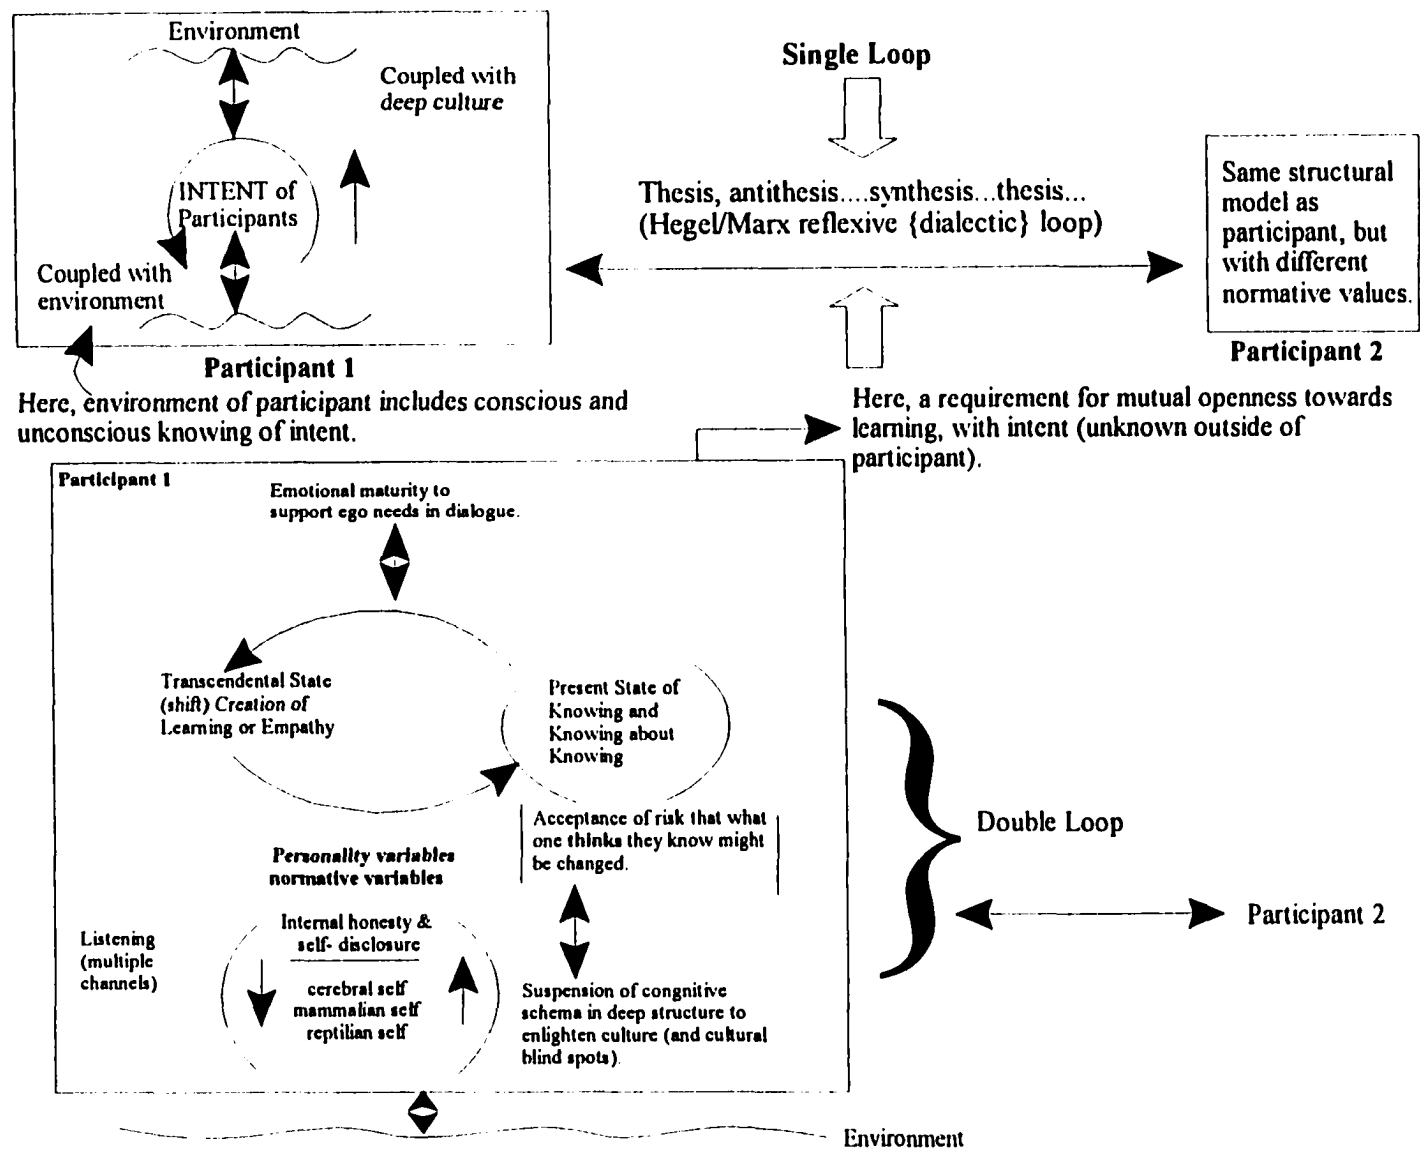 Environment
Coupled with
deep culture
INTENT of
Participants
Coupled with
environment
Participant 1
Here, environment of participant includes conscious and
unconscious knowing of intent.
Single Loop
Thesis, antithesis....synthesis...thesis...
(Hegel/Marx reflexive {dialectic} loop)
Same structural
model as
participant, but
with different
normative values.
Participant 2
Here, a requirement for mutual openness towards
learning, with intent (unknown outside of
participant).
Participant 1
Emotional maturity to
support ego needs in dialogue.
Transcendental State
(shift) Creation of
Learning or Empathy
Present State of
Knowing and
Knowing about
Knowing
Acceptance of risk that what
one thinks they know might
be changed.
Personality variables
normative variables
Internal honesty &
self- disclosure
cerebral self
mammalian self
reptilian self
Listening
(multiple
channels)
Suspension of congnitive
schema in deep structure to
enlighten culture (and cultural
blind spots).
Double Loop
Participant 2
Environment